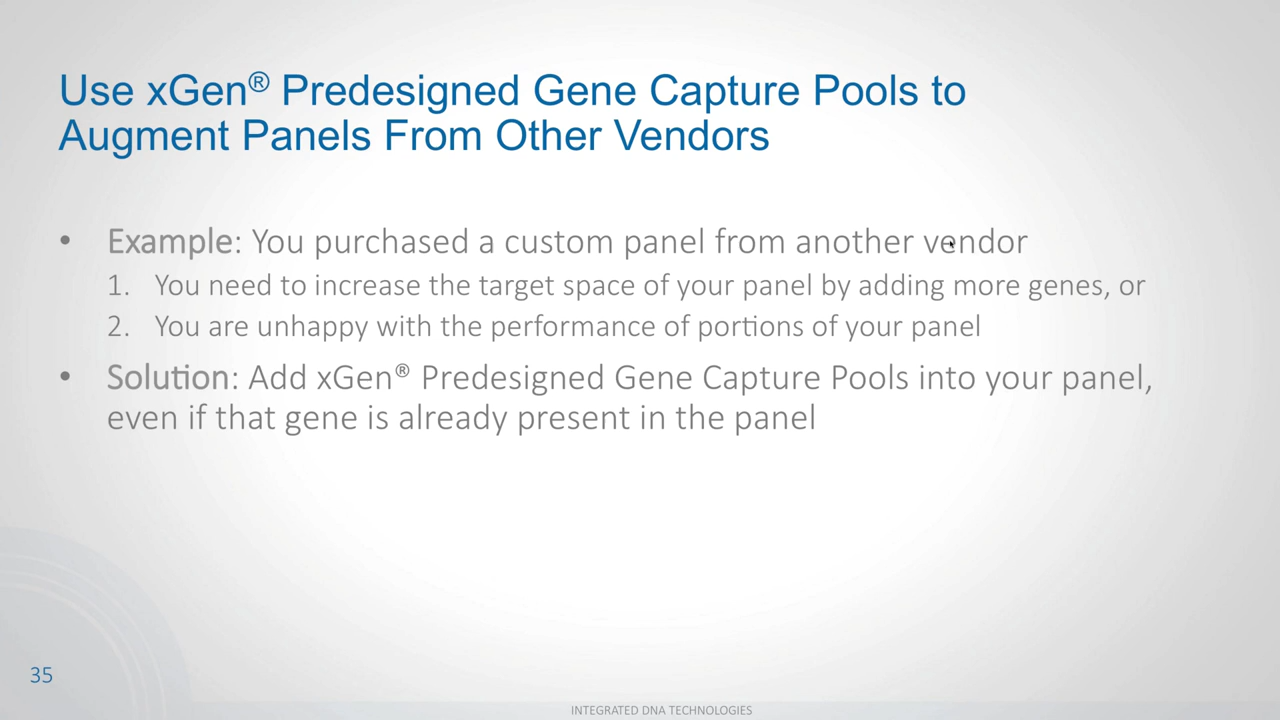 Use xGen® Predesigned Gene Capture Pools to
Augment Panels From Other Vendors
• Example: You purchased a custom panel from another vendor
1. You need to increase the target space of your panel by adding more genes, or
2. You are unhappy with the performance of portions of your panel
• Solution: Add xGen® Predesigned Gene Capture Pools into your panel,
even if that gene is already present in the panel
35
INTEGRATED DNA TECHNOLOGIES